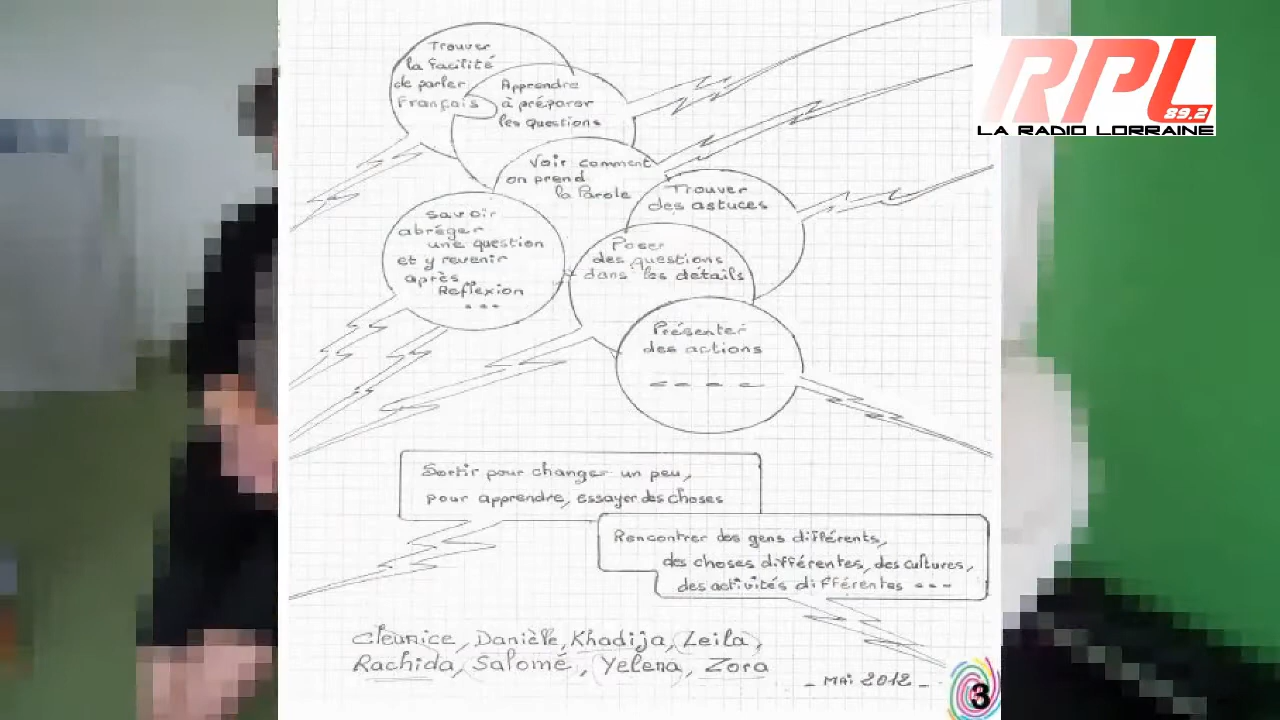 Trouver
la facilité
de parler
Français
Apprendre
à préparer
les questions
Voir comment
on prend
la Parole
Trouver
des astuces
Savoir
abréger
une question
et y revenir
après...
Reflexion
...
Poser
des questions
dans les détails
Présenter
des actions
_ _ _ _
Sortir pour changer un peu,
pour apprendre, essayer des choses
Rencontrer des gens différents,
des choses différentes, des cultures,
des activités différentes ...
Cleunice, Danièle, Khadija, Leila,
Rachida, Salomé, Yelena, Zora
- MAI 2012 -
3
RPL
89.2
LA RADIO LORRAINE